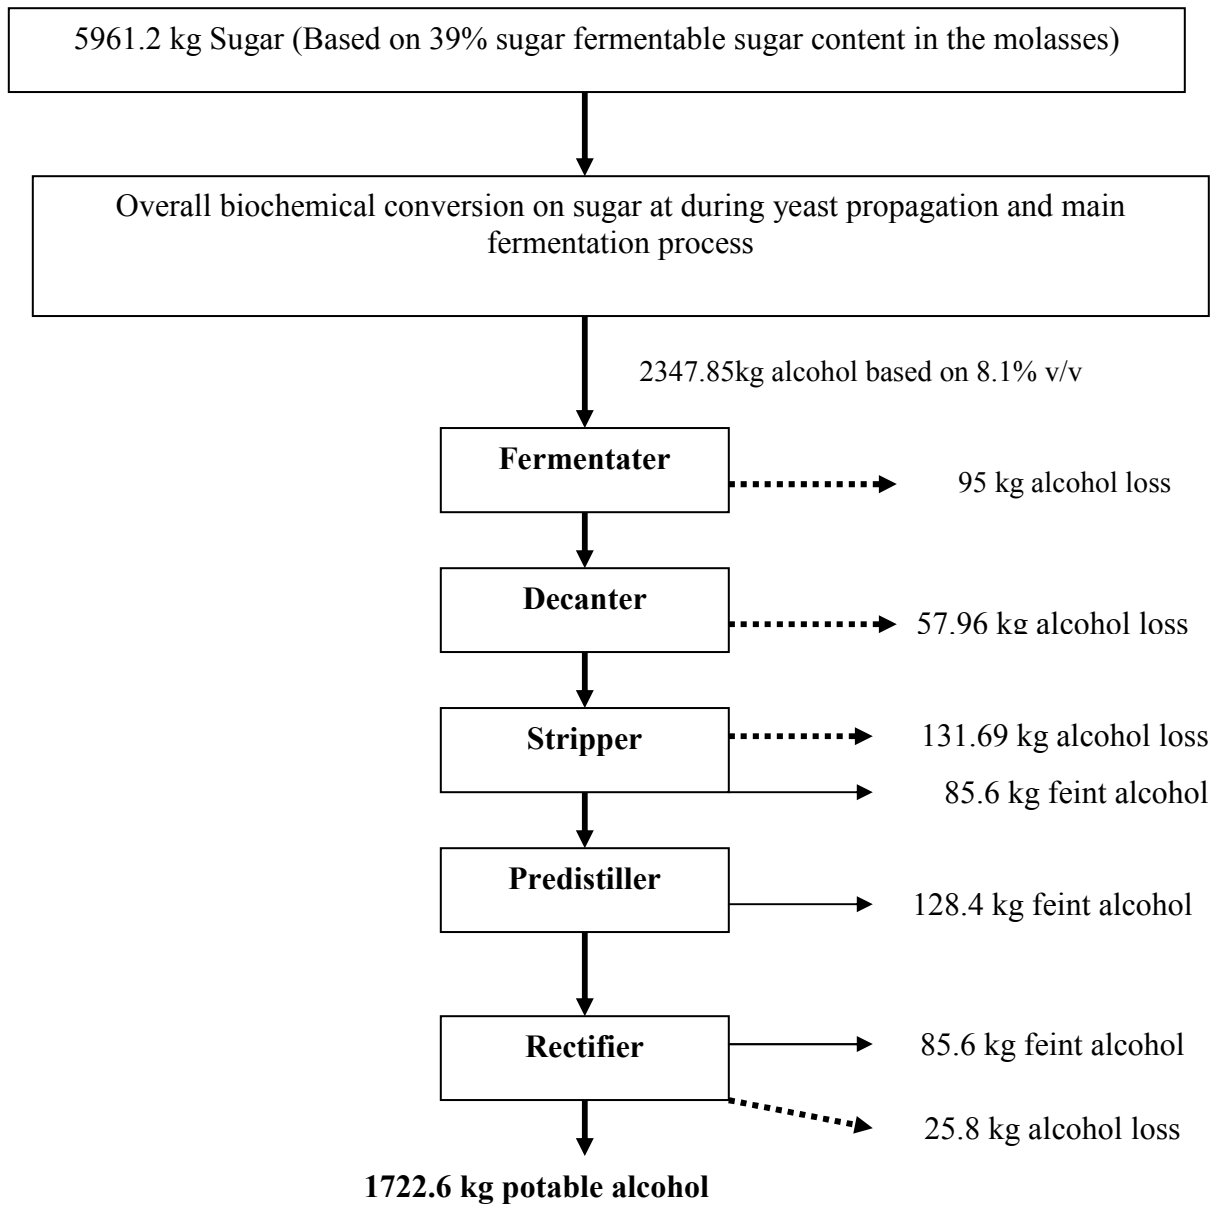 5961.2 kg Sugar (Based on 39% sugar fermentable sugar content in the molasses)
Overall biochemical conversion on sugar at during yeast propagation and main
fermentation process
2347.85kg alcohol based on 8.1% v/v
Fermentater
95 kg alcohol loss
Decanter
57.96 kg alcohol loss
Stripper
131.69 kg alcohol loss
85.6 kg feint alcohol
Predistiller
128.4 kg feint alcohol
Rectifier
85.6 kg feint alcohol
25.8 kg alcohol loss
1722.6 kg potable alcohol